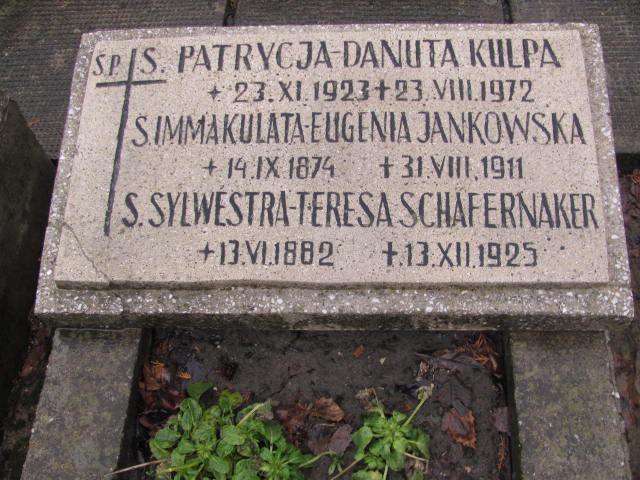 Ś.P. S. PATRYCJA-DANUTA KULPA
+23.XI.1923+23.VIII.1972
S. IMMAKULATA-EUGENIA JANKOWSKA
+14.IX.1874 +31.VIII.1911
S. SYLWESTRA-TERESA SCHAFERNAKER
+13.VI.1882 +13.XII.1925